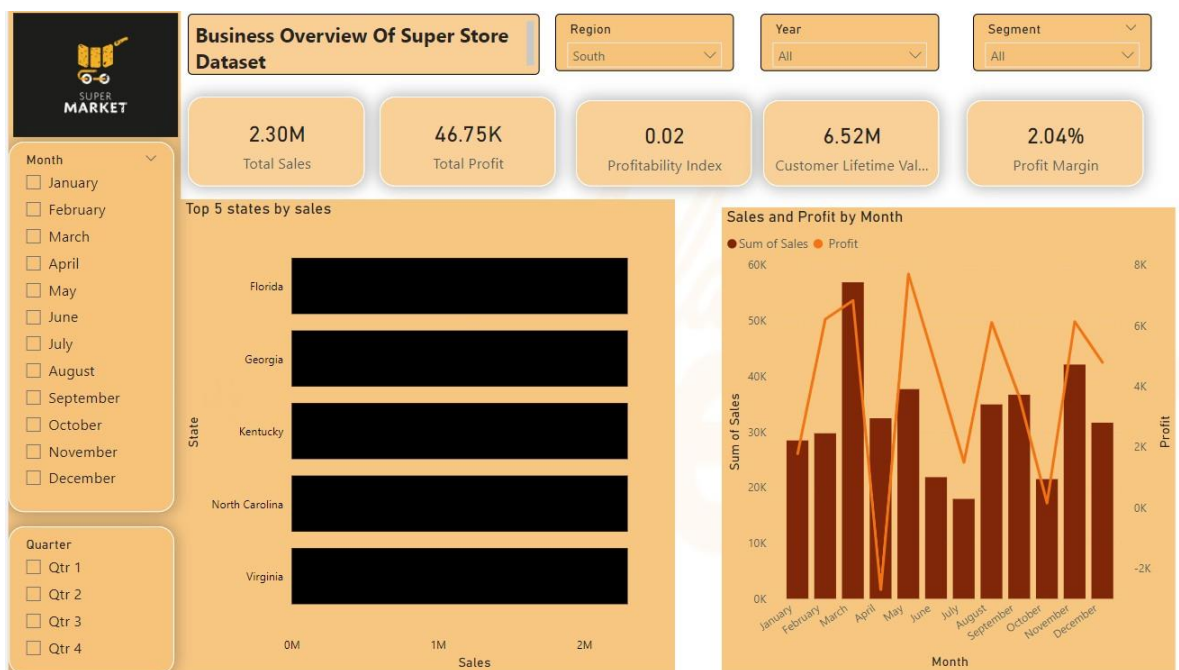 SUPER
MARKET
Business Overview Of Super Store
Dataset
Region
South
Year
All
Segment
All
2.30M
Total Sales
46.75K
Total Profit
0.02
Profitability Index
6.52M
Customer Lifetime Val...
2.04%
Profit Margin
Month
January
February
March
April
May
June
July
August
September
October
November
December
Quarter
Qtr 1
Qtr 2
Qtr 3
Qtr 4
Top 5 states by sales
State
Florida
Georgia
Kentucky
North Carolina
Virginia
0M 1M 2M
Sales
Sales and Profit by Month
Sum of Sales Profit
Sum of Sales
60K
50K
40K
30K
20K
10K
0K
8K
6K
4K
2K
0K
-2K
Profit
January February March April May June July August September October November December
Month